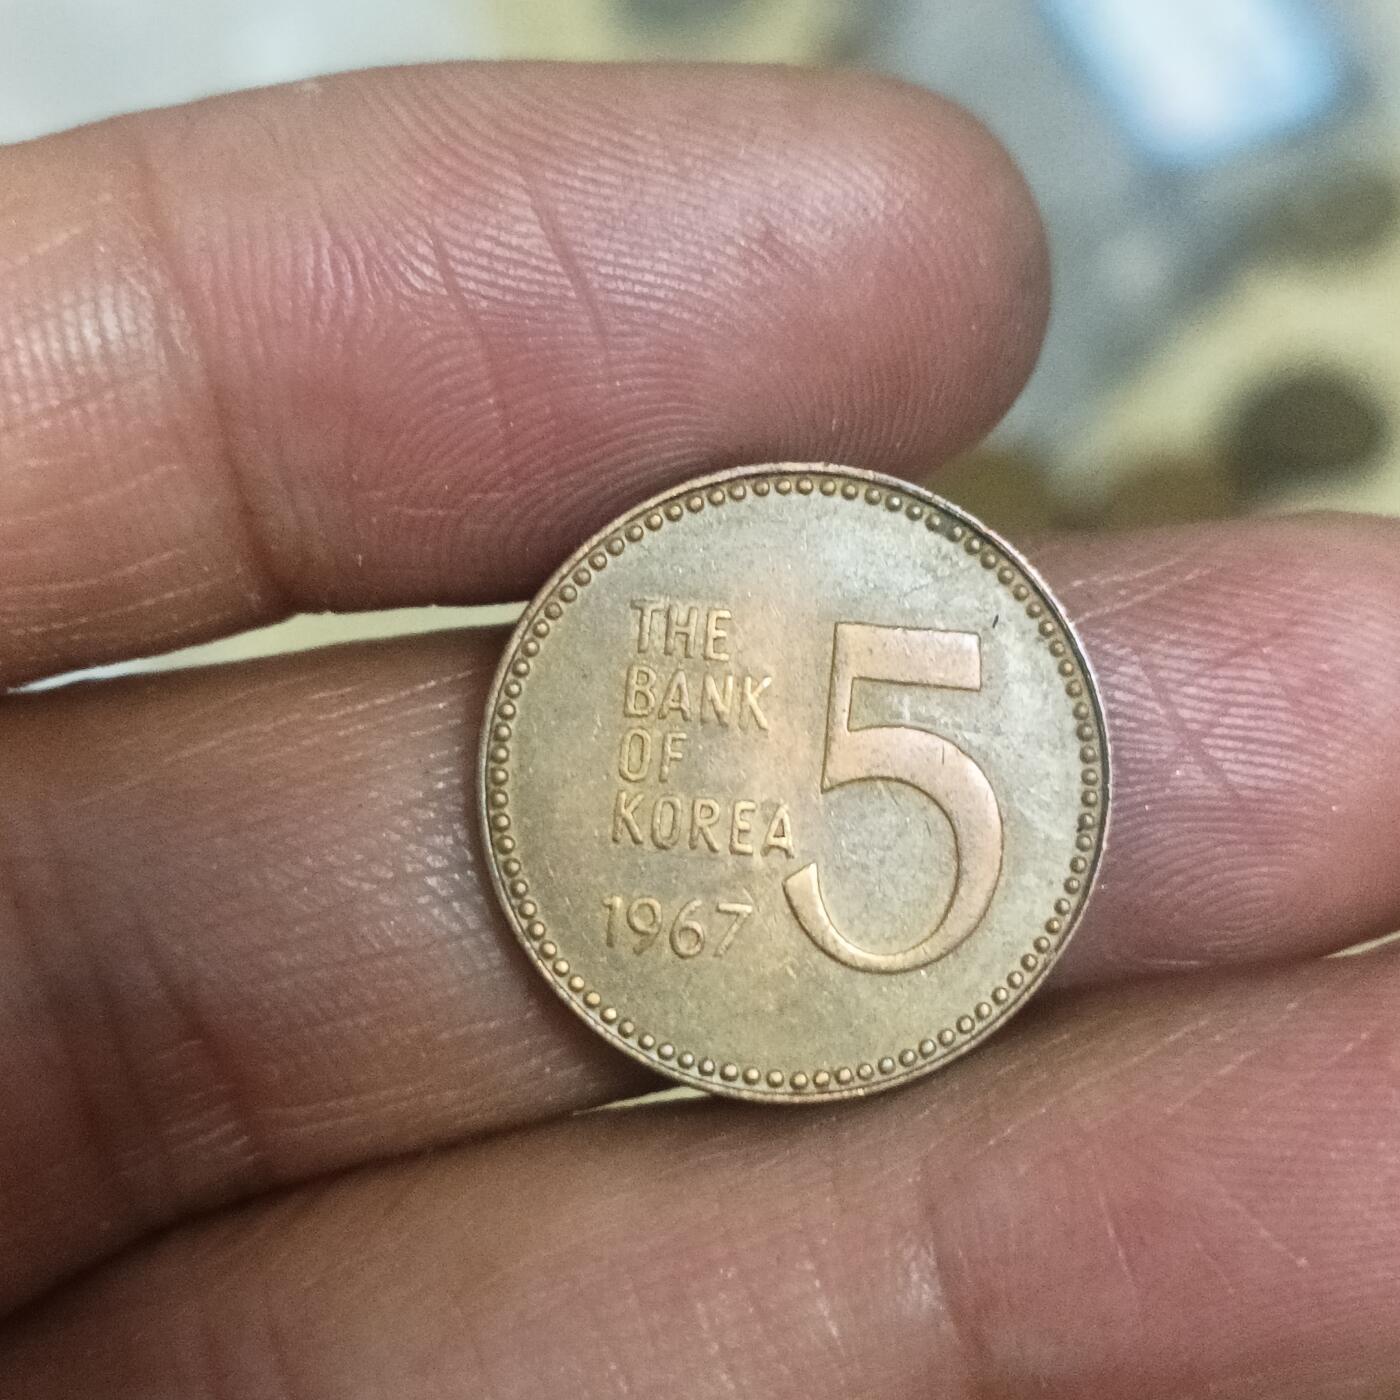 THE
BANK
OF
KOREA
1967
5